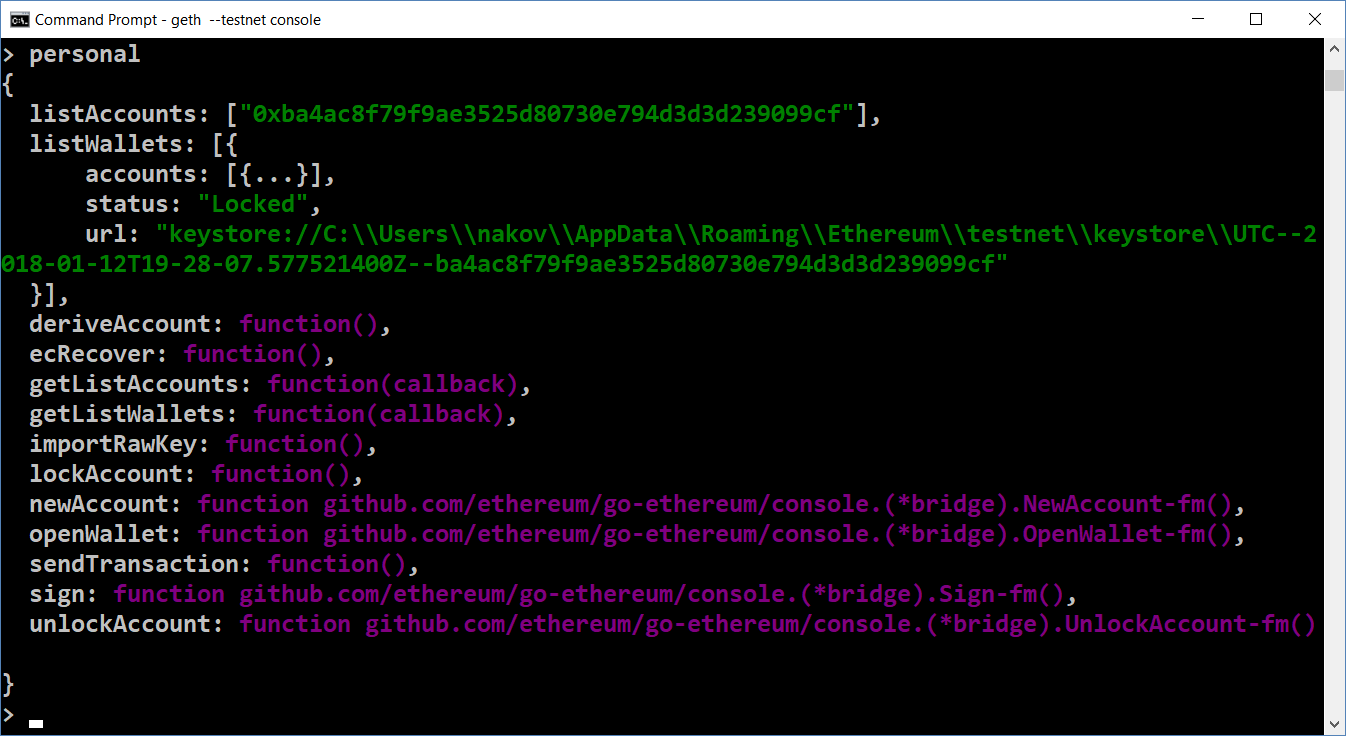 Command Prompt - geth  --testnet console
> personal
{
  listAccounts: ["0xba4ac8f79f9ae3525d80730e794d3d3d239099cf"],
  listWallets: [{
      accounts: [{...}],
      status: "Locked",
      url: "keystore://C:\\Users\\nakov\\AppData\\Roaming\\Ethereum\\testnet\\keystore\\UTC--2
018-01-12T19-28-07.577521400Z--ba4ac8f79f9ae3525d80730e794d3d3d239099cf"
  }],
  deriveAccount: function(),
  ecRecover: function(),
  getListAccounts: function(callback),
  getListWallets: function(callback),
  importRawKey: function(),
  lockAccount: function(),
  newAccount: function github.com/ethereum/go-ethereum/console.(*bridge).NewAccount-fm(),
  openWallet: function github.com/ethereum/go-ethereum/console.(*bridge).OpenWallet-fm(),
  sendTransaction: function(),
  sign: function github.com/ethereum/go-ethereum/console.(*bridge).Sign-fm(),
  unlockAccount: function github.com/ethereum/go-ethereum/console.(*bridge).UnlockAccount-fm()
}
>